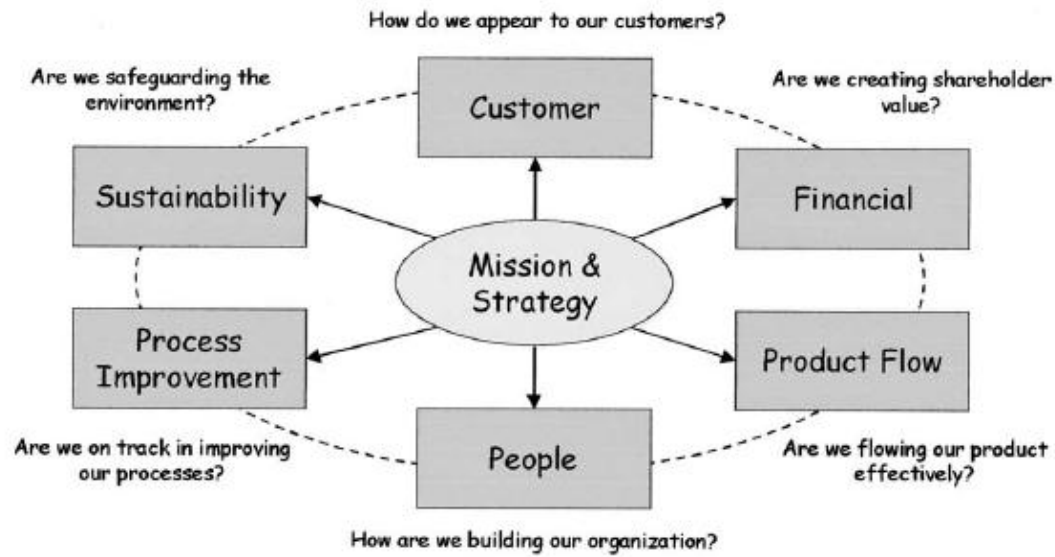 How do we appear to our customers?
Are we safeguarding the
environment?
Customer
Are we creating shareholder
value?
Sustainability
Financial
Mission &
Strategy
Process
Improvement
Product Flow
People
Are we on track in improving
our processes?
Are we flowing our product
effectively?
How are we building our organization?